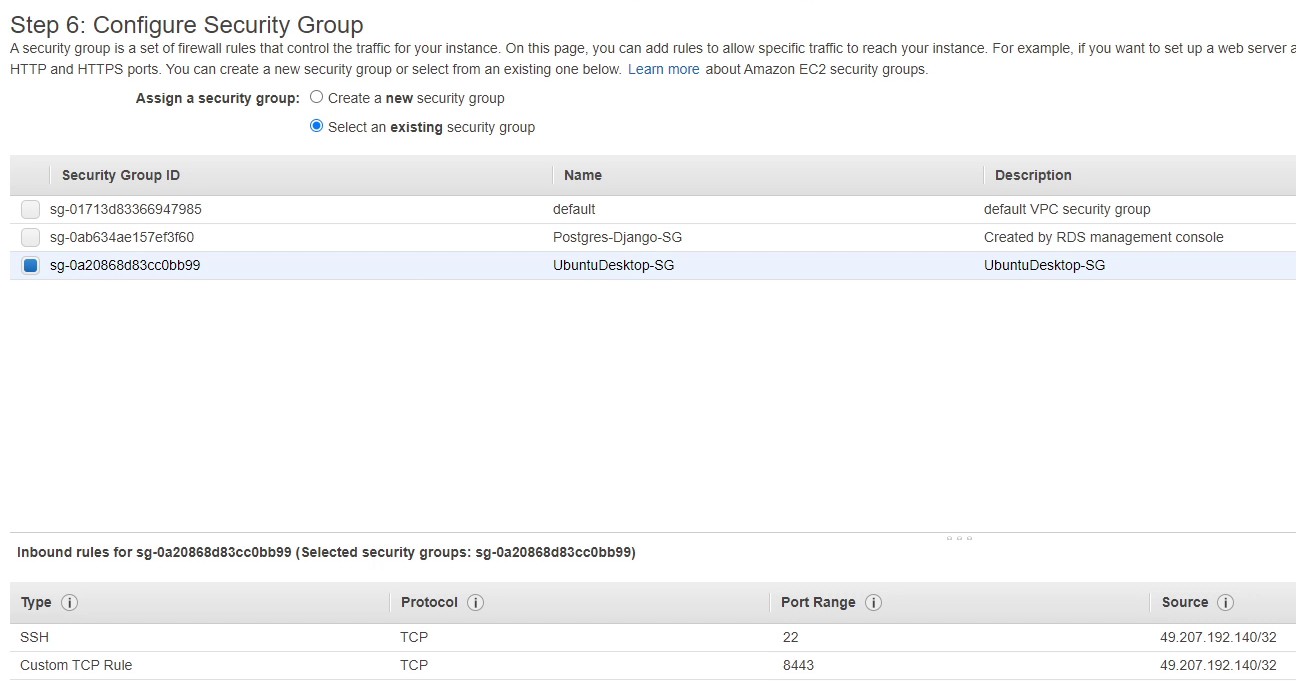 Step 6: Configure Security Group
A security group is a set of firewall rules that control the traffic for your instance. On this page, you can add rules to allow specific traffic to reach your instance. For example, if you want to set up a web server a
HTTP and HTTPS ports. You can create a new security group or select from an existing one below. Learn more about Amazon EC2 security groups.
Assign a security group: Create a new security group
Select an existing security group
Security Group ID Name Description
sg-01713d83366947985 default default VPC security group
sg-0ab634ae157ef3f60 Postgres-Django-SG Created by RDS management console
sg-0a20868d83cc0bb99 UbuntuDesktop-SG UbuntuDesktop-SG
Inbound rules for sg-0a20868d83cc0bb99 (Selected security groups: sg-0a20868d83cc0bb99)
Type i Protocol i Port Range i Source i
SSH TCP 22 49.207.192.140/32
Custom TCP Rule TCP 8443 49.207.192.140/32